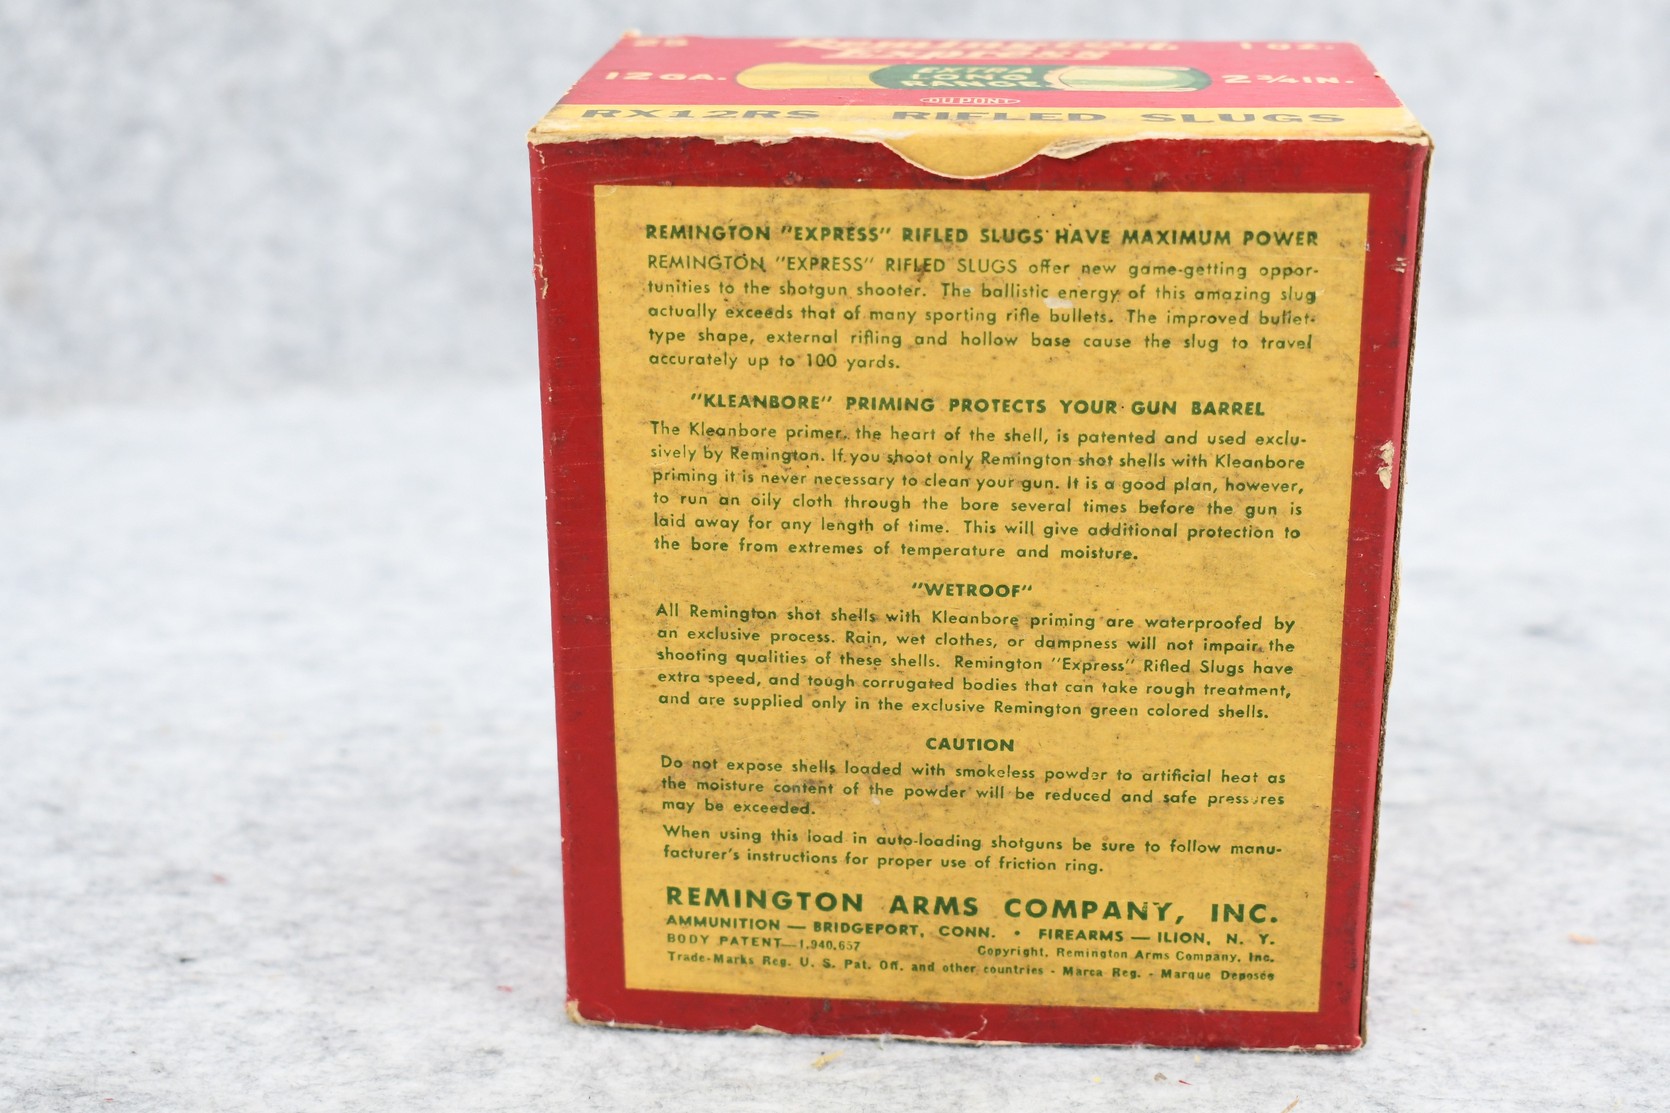 25 Remington 1 OZ.
EXPRESS
12 GA. EXTRA LONG RANGE 2 3/4 IN.
DU PONT
RX12RS RIFLED SLUGS
REMINGTON "EXPRESS" RIFLED SLUGS HAVE MAXIMUM POWER
REMINGTON "EXPRESS" RIFLED SLUGS offer new game-getting oppor-
tunities to the shotgun shooter. The ballistic energy of this amazing slug
actually exceeds that of many sporting rifle bullets. The improved bullet-
type shape, external rifling and hollow base cause the slug to travel
accurately up to 100 yards.
"KLEANBORE" PRIMING PROTECTS YOUR GUN BARREL
The Kleanbore primer, the heart of the shell, is patented and used exclu-
sively by Remington. If you shoot only Remington shot shells with Kleanbore
priming it is never necessary to clean your gun. It is a good plan, however,
to run an oily cloth through the bore several times before the gun is
laid away for any length of time. This will give additional protection to
the bore from extremes of temperature and moisture.
"WETROOF"
All Remington shot shells with Kleanbore priming are waterproofed by
an exclusive process. Rain, wet clothes, or dampness will not impair the
shooting qualities of these shells. Remington "Express" Rifled Slugs have
extra speed, and tough corrugated bodies that can take rough treatment,
and are supplied only in the exclusive Remington green colored shells.
CAUTION
Do not expose shells loaded with smokeless powder to artificial heat as
the moisture content of the powder will be reduced and safe pressures
may be exceeded.
When using this load in auto-loading shotguns be sure to follow manu-
facturer's instructions for proper use of friction ring.
REMINGTON ARMS COMPANY, INC.
AMMUNITION — BRIDGEPORT, CONN. • FIREARMS — ILION, N. Y.
BODY PATENT—1,940,657 Copyright, Remington Arms Company, Inc.
Trade-Marks Reg. U. S. Pat. Off. and other countries - Marca Reg. - Marque Deposée